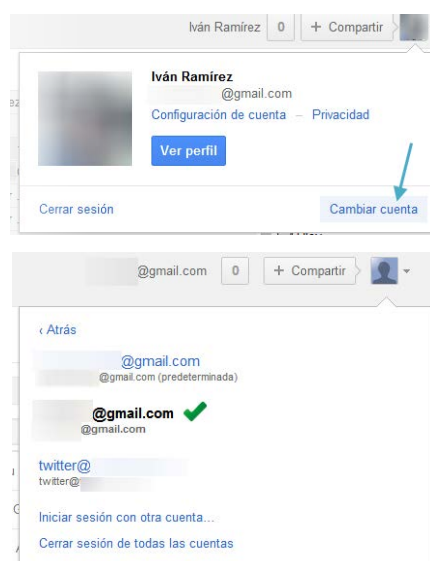 Iván Ramírez 0 + Compartir
Iván Ramírez
@gmail.com
Configuración de cuenta – Privacidad
Ver perfil
Cerrar sesión Cambiar cuenta
@gmail.com 0 + Compartir
‹ Atrás
@gmail.com
@gmail.com (predeterminada)
@gmail.com
@gmail.com
twitter@
twitter@
Iniciar sesión con otra cuenta...
Cerrar sesión de todas las cuentas